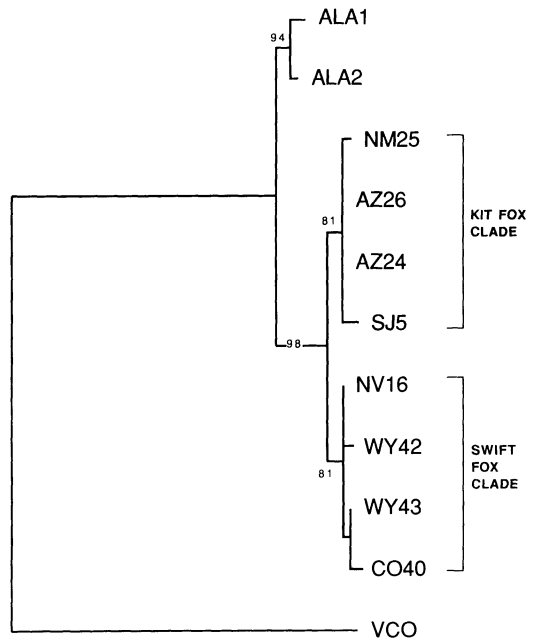 ALA1
94
ALA2
NM25
AZ26
KIT FOX
CLADE
81
AZ24
SJ5
98
NV16
WY42
SWIFT
FOX
CLADE
81
WY43
CO40
VCO